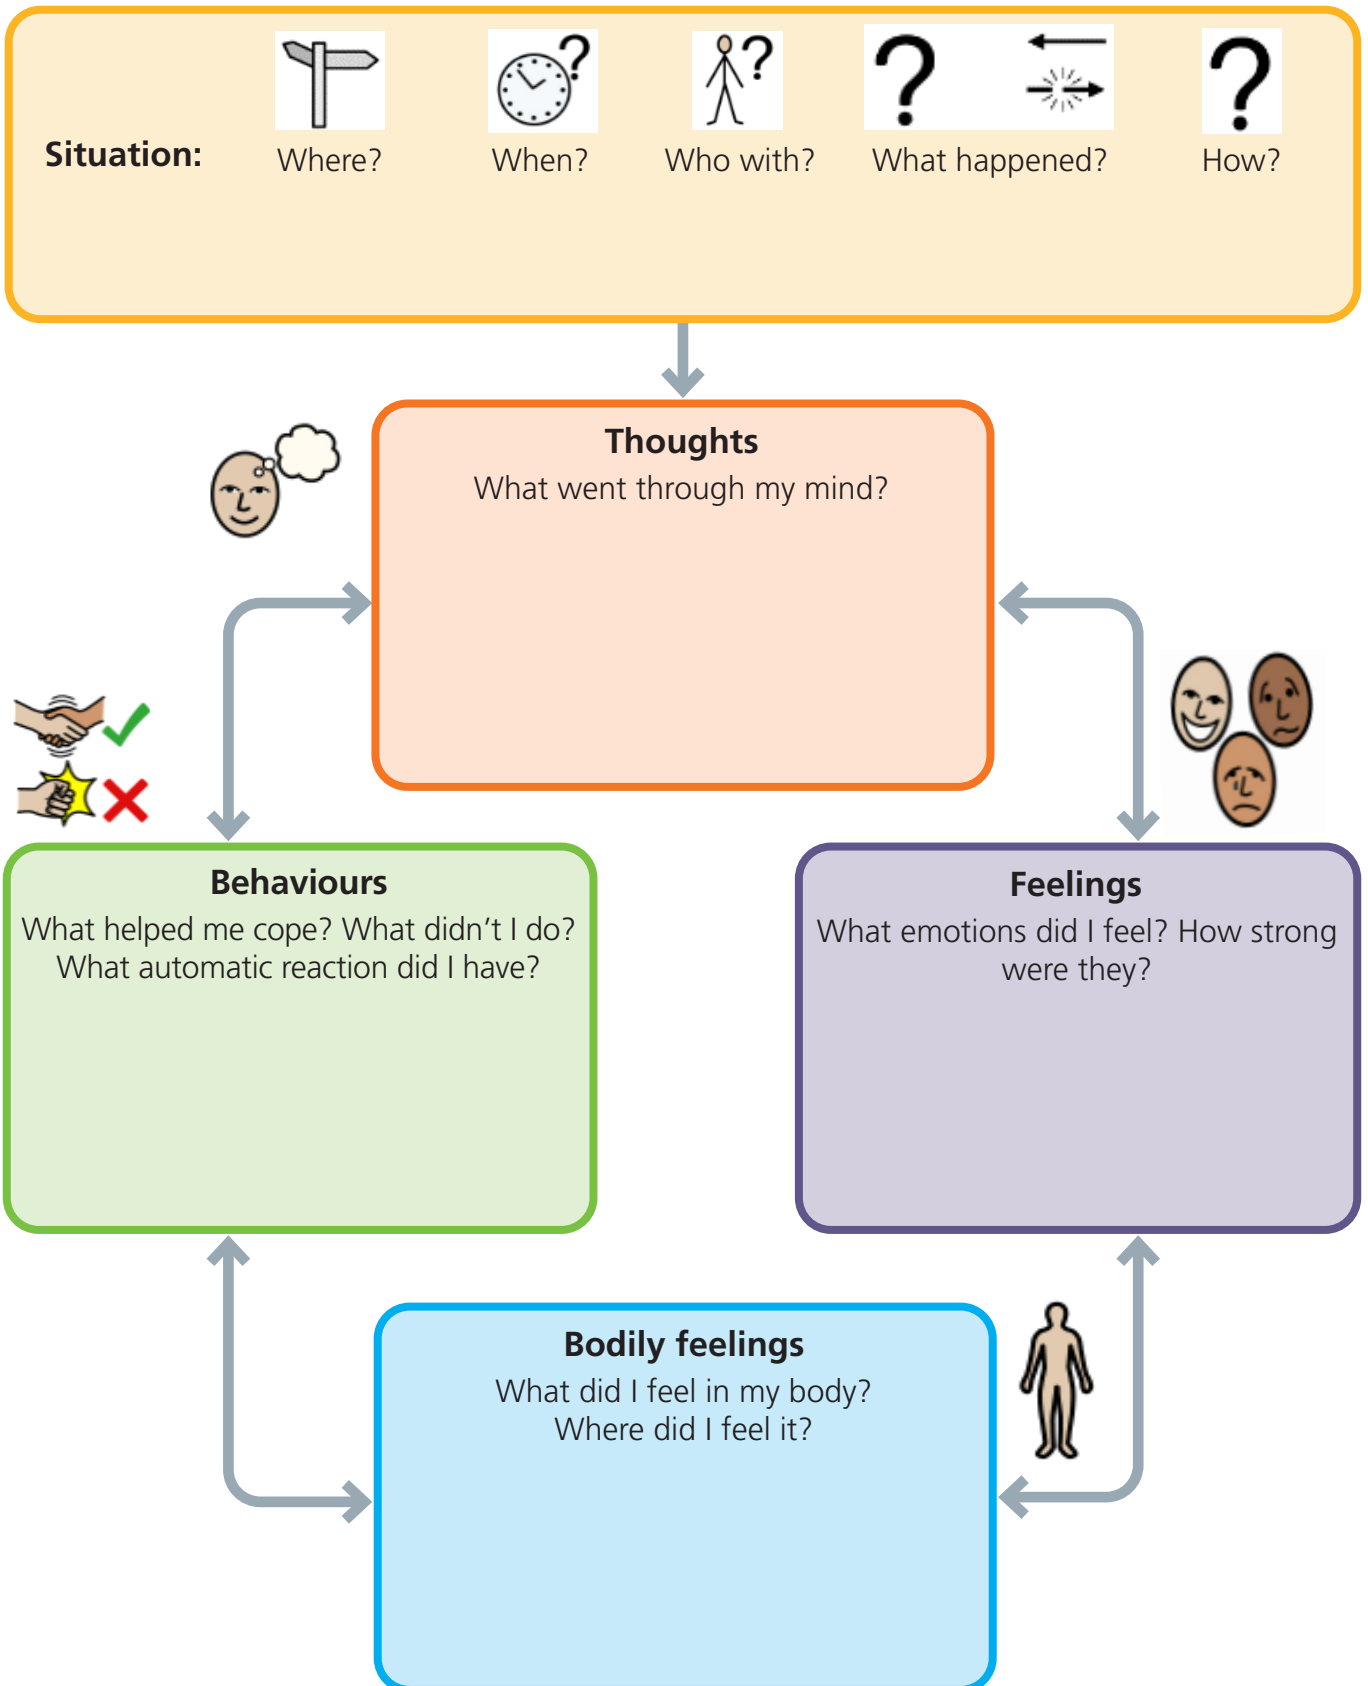 Situation:
Where?
When?
Who with?
What happened?
How?
Thoughts
What went through my mind?
Behaviours
What helped me cope? What didn't I do?
What automatic reaction did I have?
Feelings
What emotions did I feel? How strong
were they?
Bodily feelings
What did I feel in my body?
Where did I feel it?